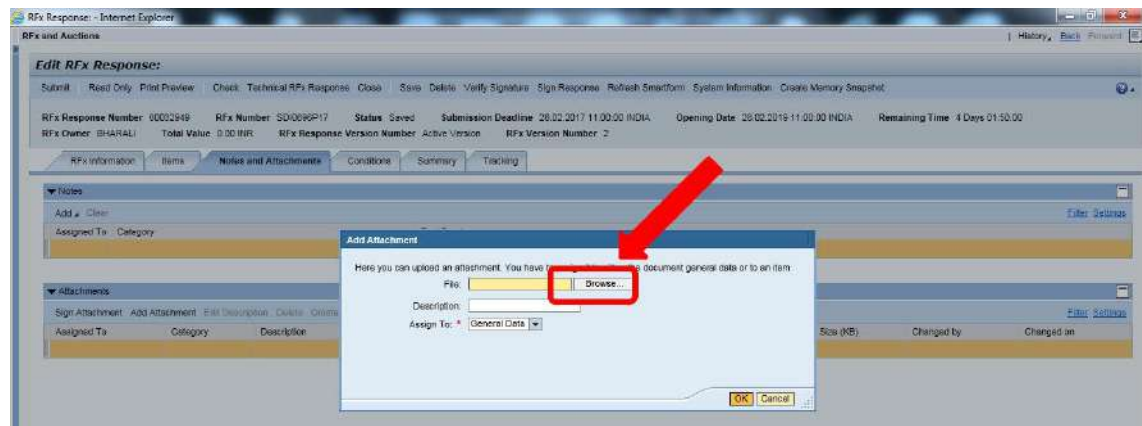 RFx Response: - Internet Explorer
RFx and Auctions
History, Back Forward
Edit RFx Response:
Submit Read Only Print Preview Check Technical RFx Response Close Save Delete Verify Signature Sign Response Refresh Smartform System Information Create Memory Snapshot
RFx Response Number 60032949 RFx Number SDI0696P17 Status Saved Submission Deadline 28.02.2017 11:00:00 INDIA Opening Date 28.02.2019 11:00:00 INDIA Remaining Time 4 Days 01:50:00
RFx Owner BHARALI Total Value 0.00 INR RFx Response Version Number Active Version RFx Version Number 2
RFx Information Items Notes and Attachments Conditions Summary Tracking
Notes
Add Clear Filter Settings
Assigned To Category
Add Attachment
Here you can upload an attachment. You have document general data or to an item
File: Browse...
Description:
Assign To: * General Data
OK Cancel
Attachments
Sign Attachment Add Attachment Edit Description Delete Create Filter Settings
Assigned To Category Description Size (KB) Changed by Changed on